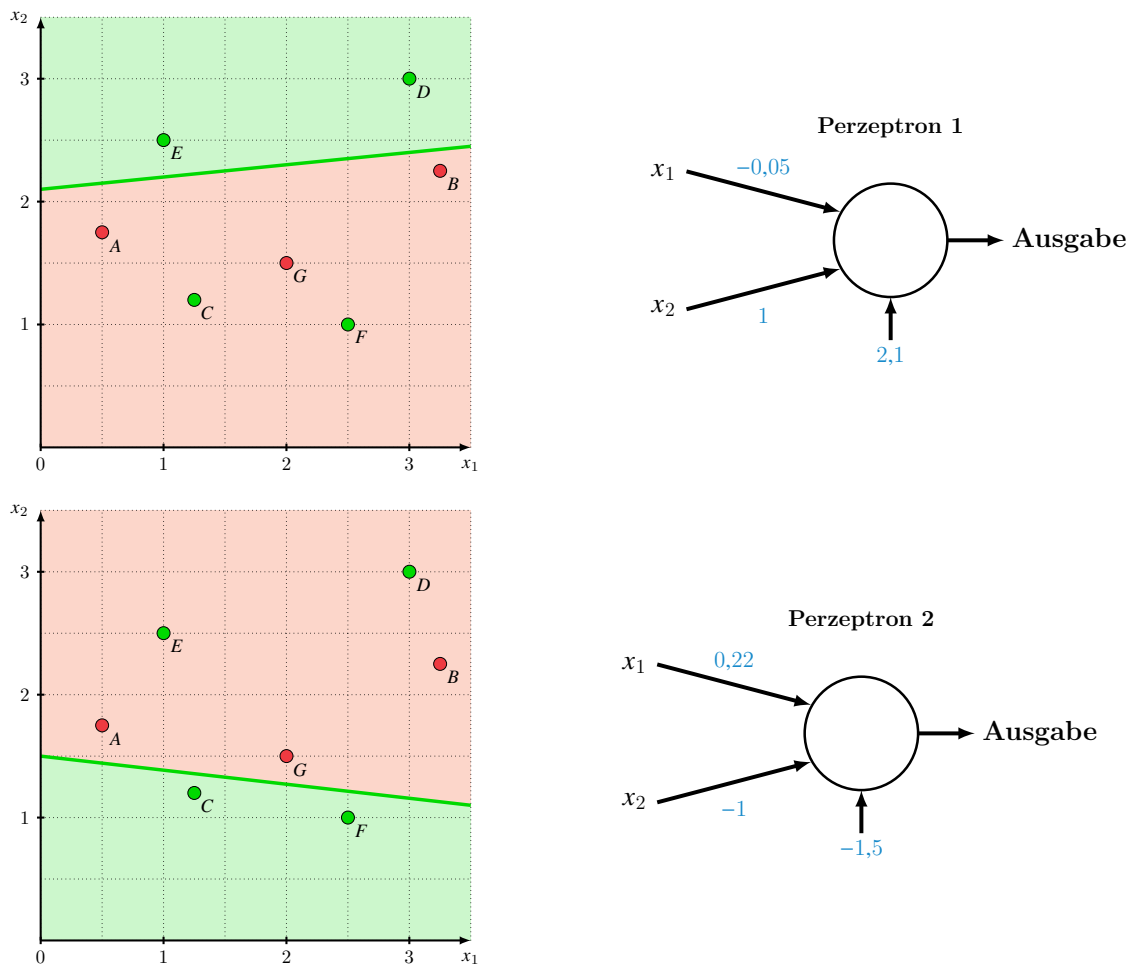 x₂
3
2
1
0
1
2
3
x₁
A
B
C
D
E
F
G
Perzeptron 1
x₁
−0,05
x₂
1
2,1
Ausgabe
x₂
3
2
1
0
1
2
3
x₁
A
B
C
D
E
F
G
Perzeptron 2
x₁
0,22
x₂
−1
−1,5
Ausgabe